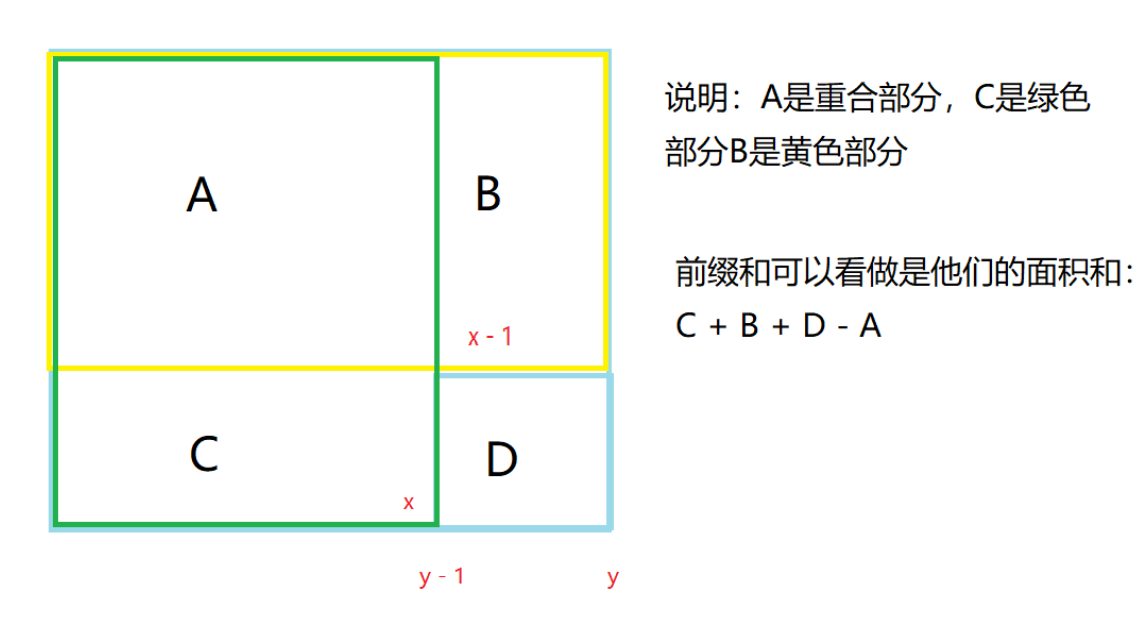 说明：A是重合部分，C是绿色
部分B是黄色部分
A
B
前缀和可以看做是他们的面积和：
C + B + D - A
x - 1
C
D
x
y - 1
y